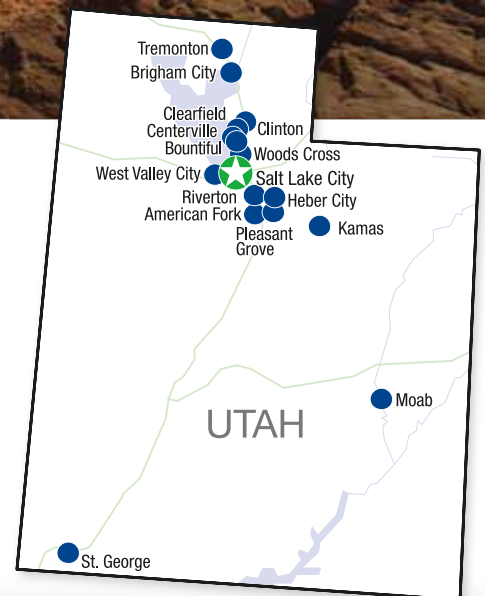 Tremonton
Brigham City
Clearfield
Centerville
Clinton
Bountiful
Woods Cross
West Valley City
Salt Lake City
Riverton
Heber City
American Fork
Pleasant
Grove
Kamas
Moab
UTAH
St. George